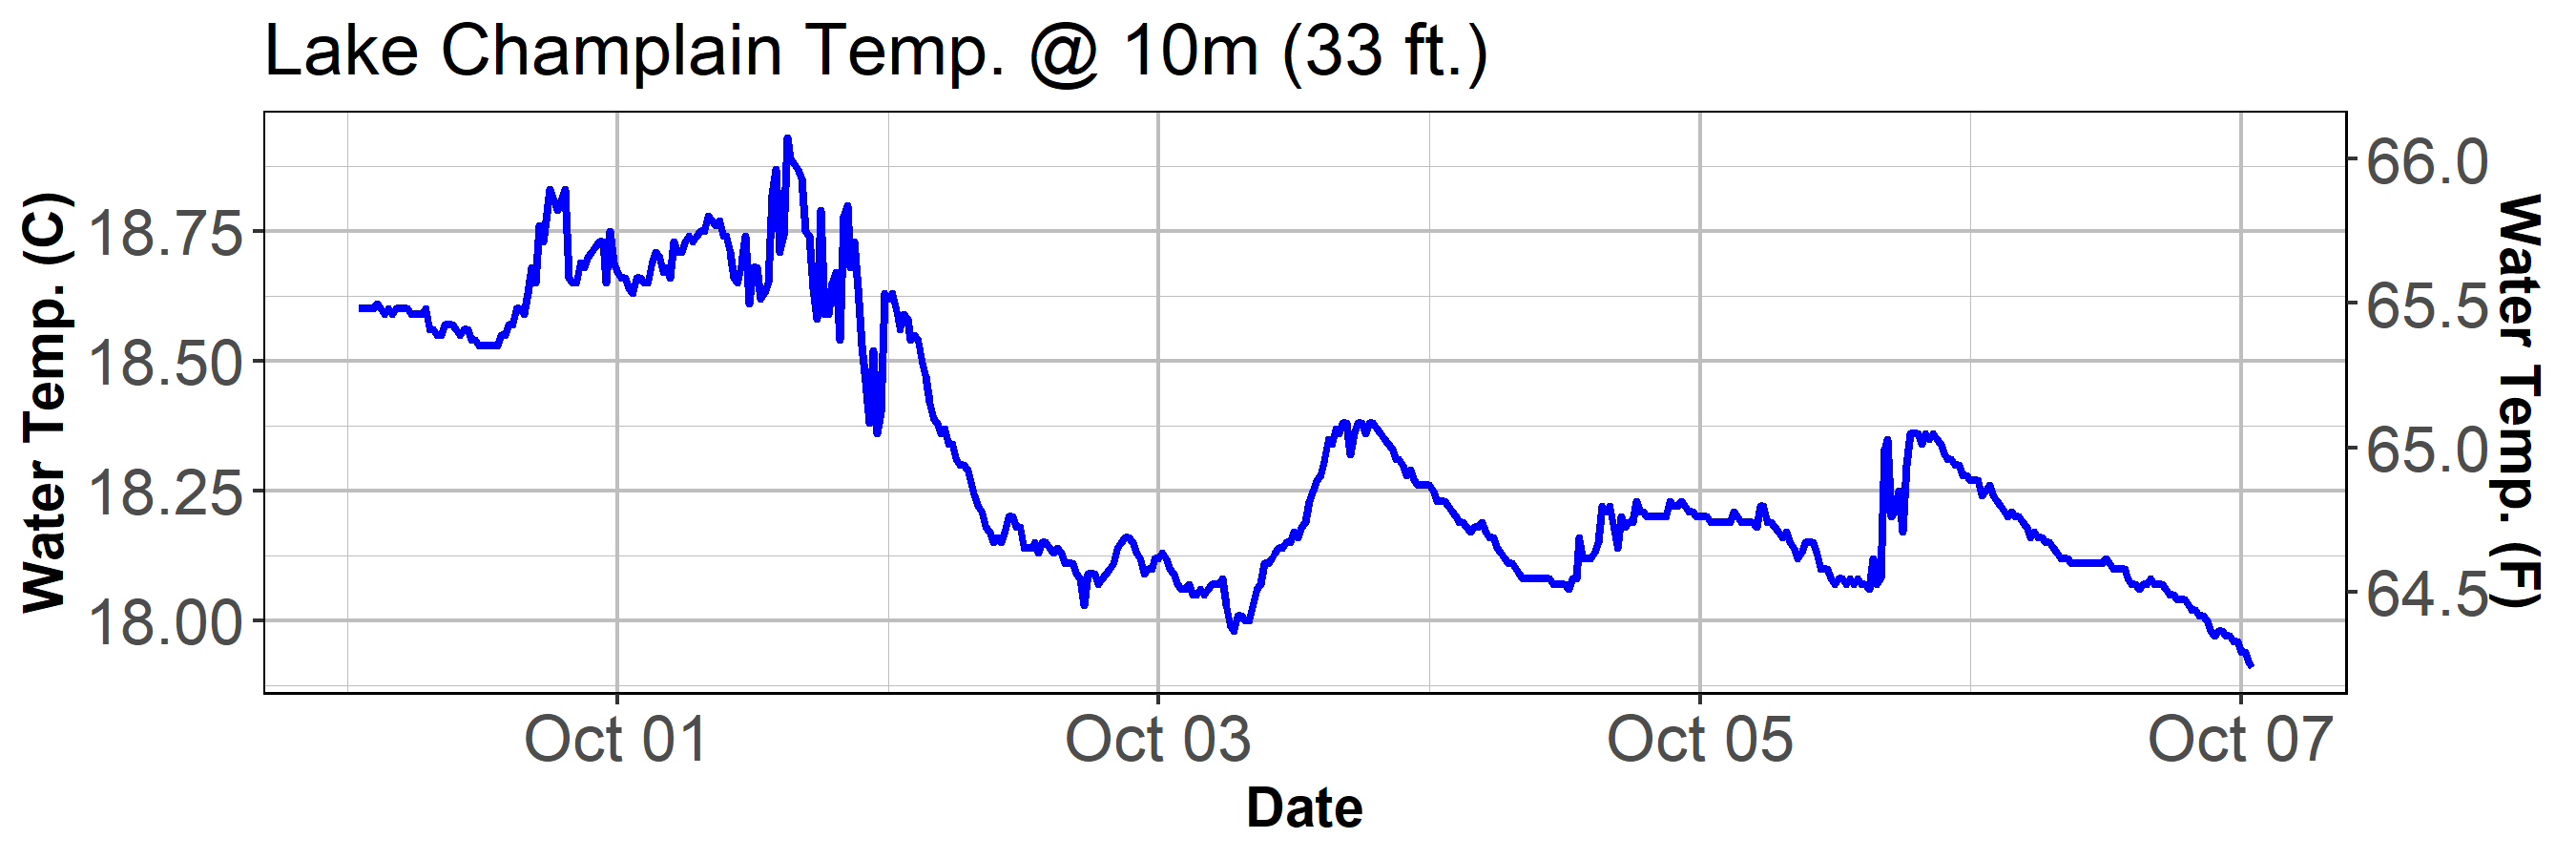 Lake Champlain Temp. @ 10m (33 ft.)
Water Temp. (C)
18.75
18.50
18.25
18.00
66.0
65.5
65.0
64.5
Water Temp. (F)
Oct 01
Oct 03
Oct 05
Oct 07
Date